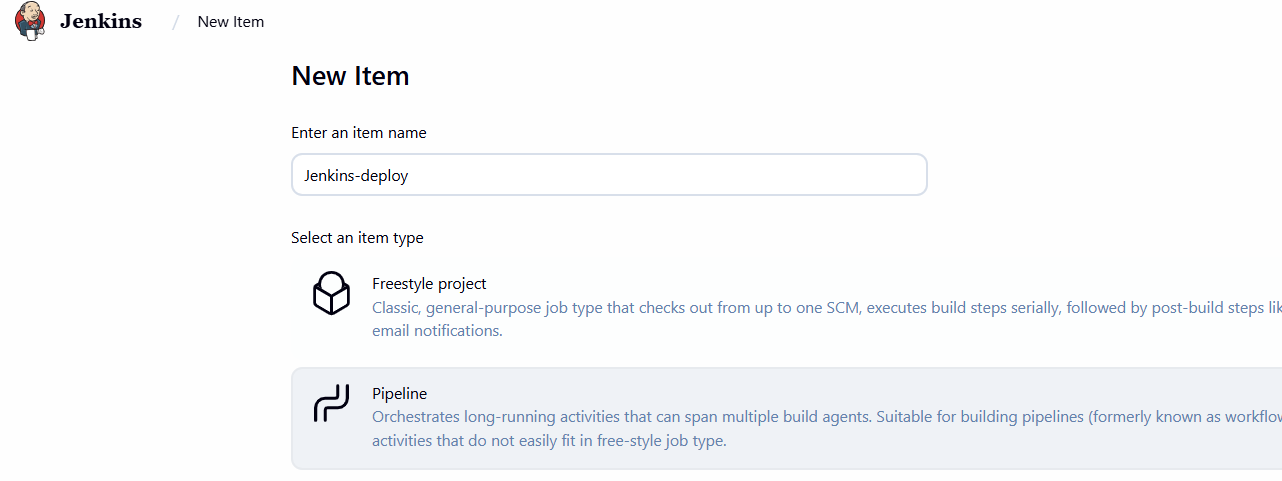 Jenkins / New Item
New Item
Enter an item name
Jenkins-deploy
Select an item type
Freestyle project
Classic, general-purpose job type that checks out from up to one SCM, executes build steps serially, followed by post-build steps
email notifications.
Pipeline
Orchestrates long-running activities that can span multiple build agents. Suitable for building pipelines (formerly known as
activities that do not easily fit in free-style job type.